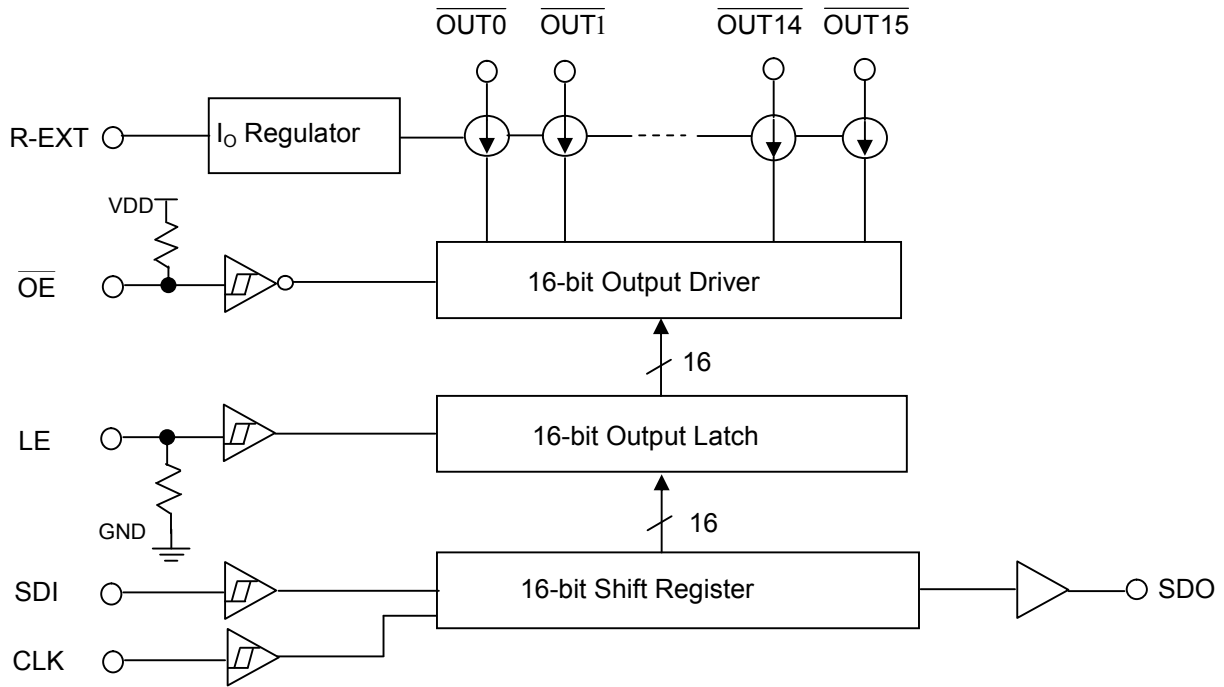 OUT0 OUT1 OUT14 OUT15
R-EXT
IO Regulator
VDD
OE
16-bit Output Driver
16
LE
16-bit Output Latch
GND
16
SDI
16-bit Shift Register
SDO
CLK